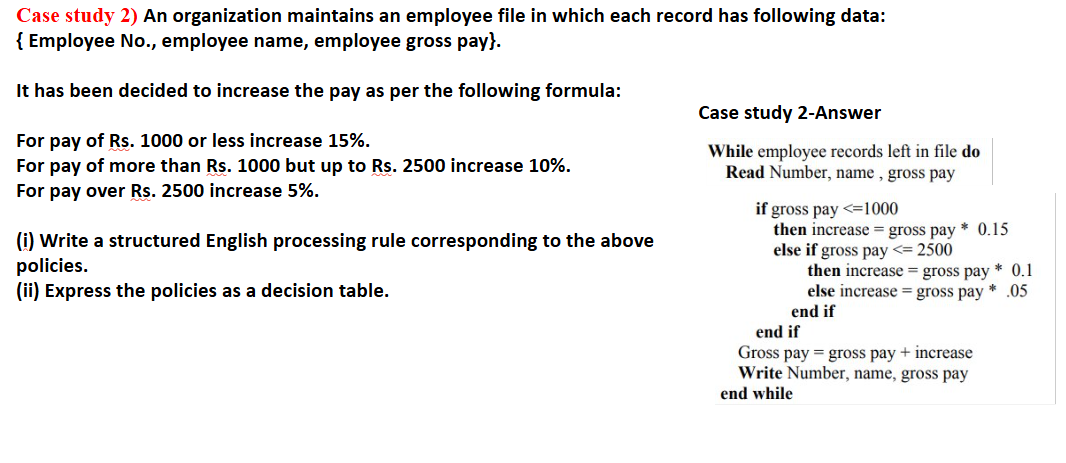 Case study 2) An organization maintains an employee file in which each record has following data:
{ Employee No., employee name, employee gross pay}.
It has been decided to increase the pay as per the following formula:
For pay of Rs. 1000 or less increase 15%.
For pay of more than Rs. 1000 but up to Rs. 2500 increase 10%.
For pay over Rs. 2500 increase 5%.
(i) Write a structured English processing rule corresponding to the above
policies.
(ii) Express the policies as a decision table.
Case study 2-Answer
While employee records left in file do
Read Number, name , gross pay
if gross pay <=1000
then increase = gross pay * 0.15
else if gross pay <= 2500
then increase = gross pay * 0.1
else increase = gross pay * .05
end if
end if
Gross pay = gross pay + increase
Write Number, name, gross pay
end while